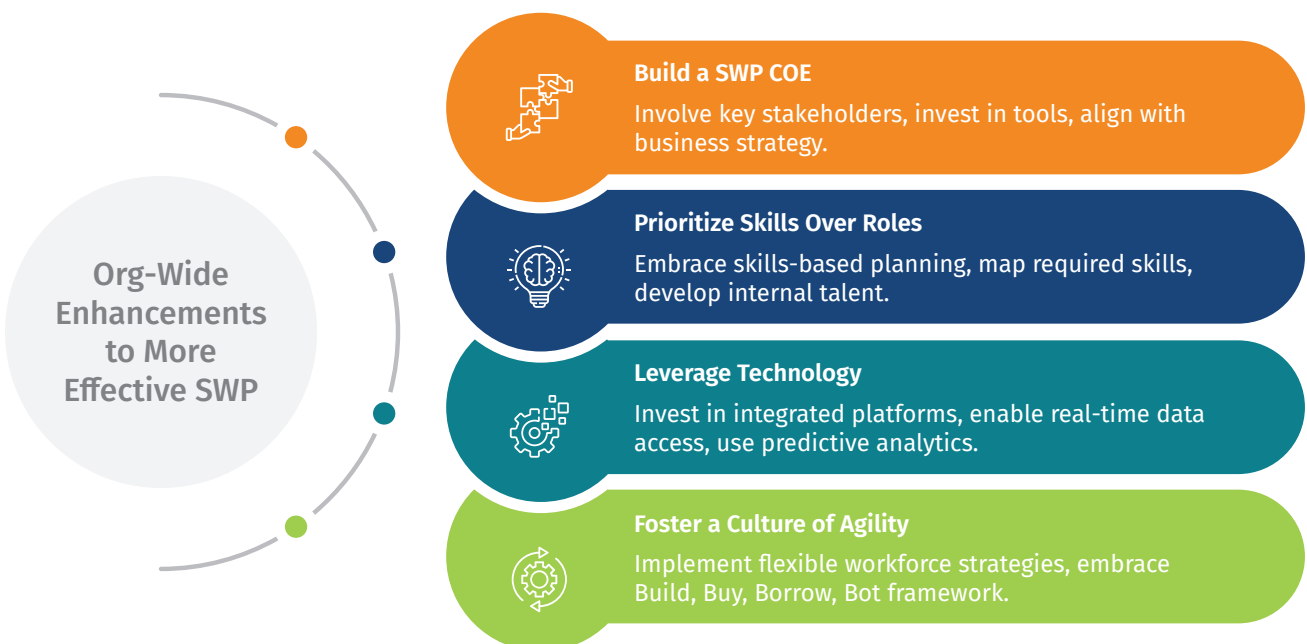 Org-Wide
Enhancements
to More
Effective SWP
Build a SWP COE
Involve key stakeholders, invest in tools, align with
business strategy.
Prioritize Skills Over Roles
Embrace skills-based planning, map required skills,
develop internal talent.
Leverage Technology
Invest in integrated platforms, enable real-time data
access, use predictive analytics.
Foster a Culture of Agility
Implement flexible workforce strategies, embrace
Build, Buy, Borrow, Bot framework.